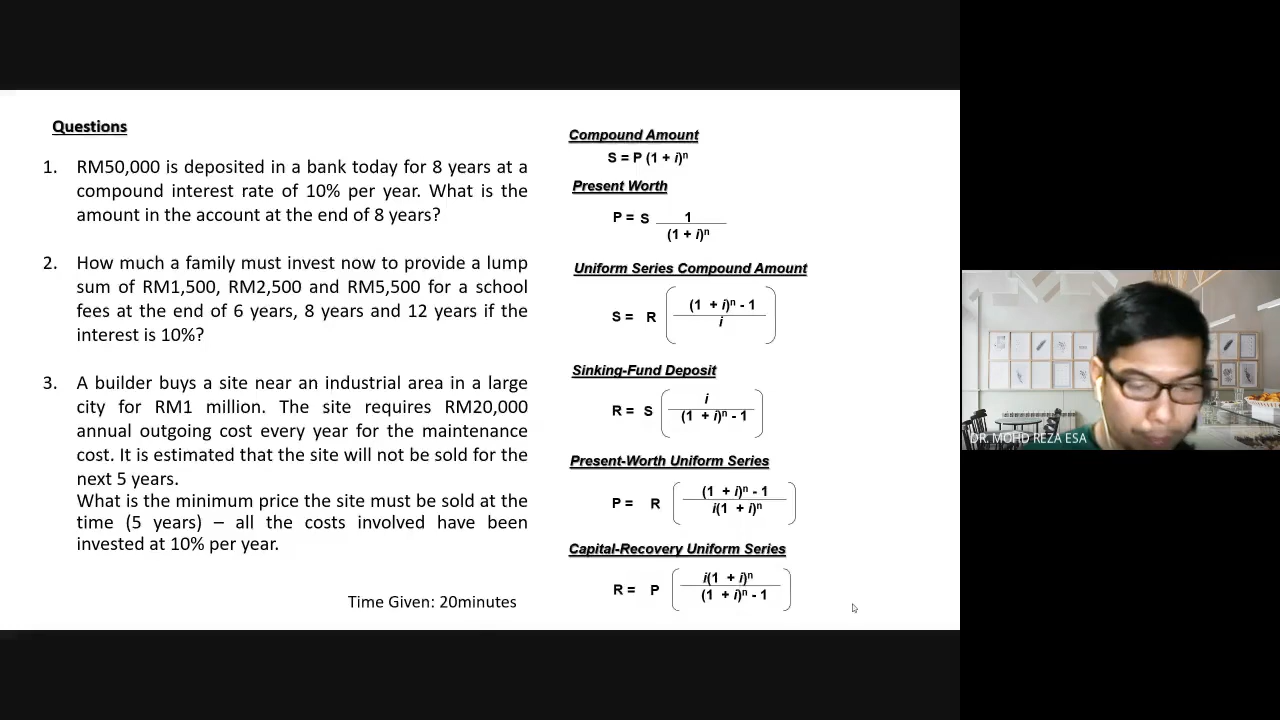 Questions
1. RM50,000 is deposited in a bank today for 8 years at a
compound interest rate of 10% per year. What is the
amount in the account at the end of 8 years?
2. How much a family must invest now to provide a lump
sum of RM1,500, RM2,500 and RM5,500 for a school
fees at the end of 6 years, 8 years and 12 years if the
interest is 10%?
3. A builder buys a site near an industrial area in a large
city for RM1 million. The site requires RM20,000
annual outgoing cost every year for the maintenance
cost. It is estimated that the site will not be sold for the
next 5 years.
What is the minimum price the site must be sold at the
time (5 years) – all the costs involved have been
invested at 10% per year.
Time Given: 20minutes
Compound Amount
S = P (1 + i)ⁿ
Present Worth
P = S 1
(1 + i)ⁿ
Uniform Series Compound Amount
S = R (1 + i)ⁿ - 1
i
Sinking-Fund Deposit
R = S i
(1 + i)ⁿ - 1
Present-Worth Uniform Series
P = R (1 + i)ⁿ - 1
i(1 + i)ⁿ
Capital-Recovery Uniform Series
R = P i(1 + i)ⁿ
(1 + i)ⁿ - 1
DR. MOHD REZA ESA